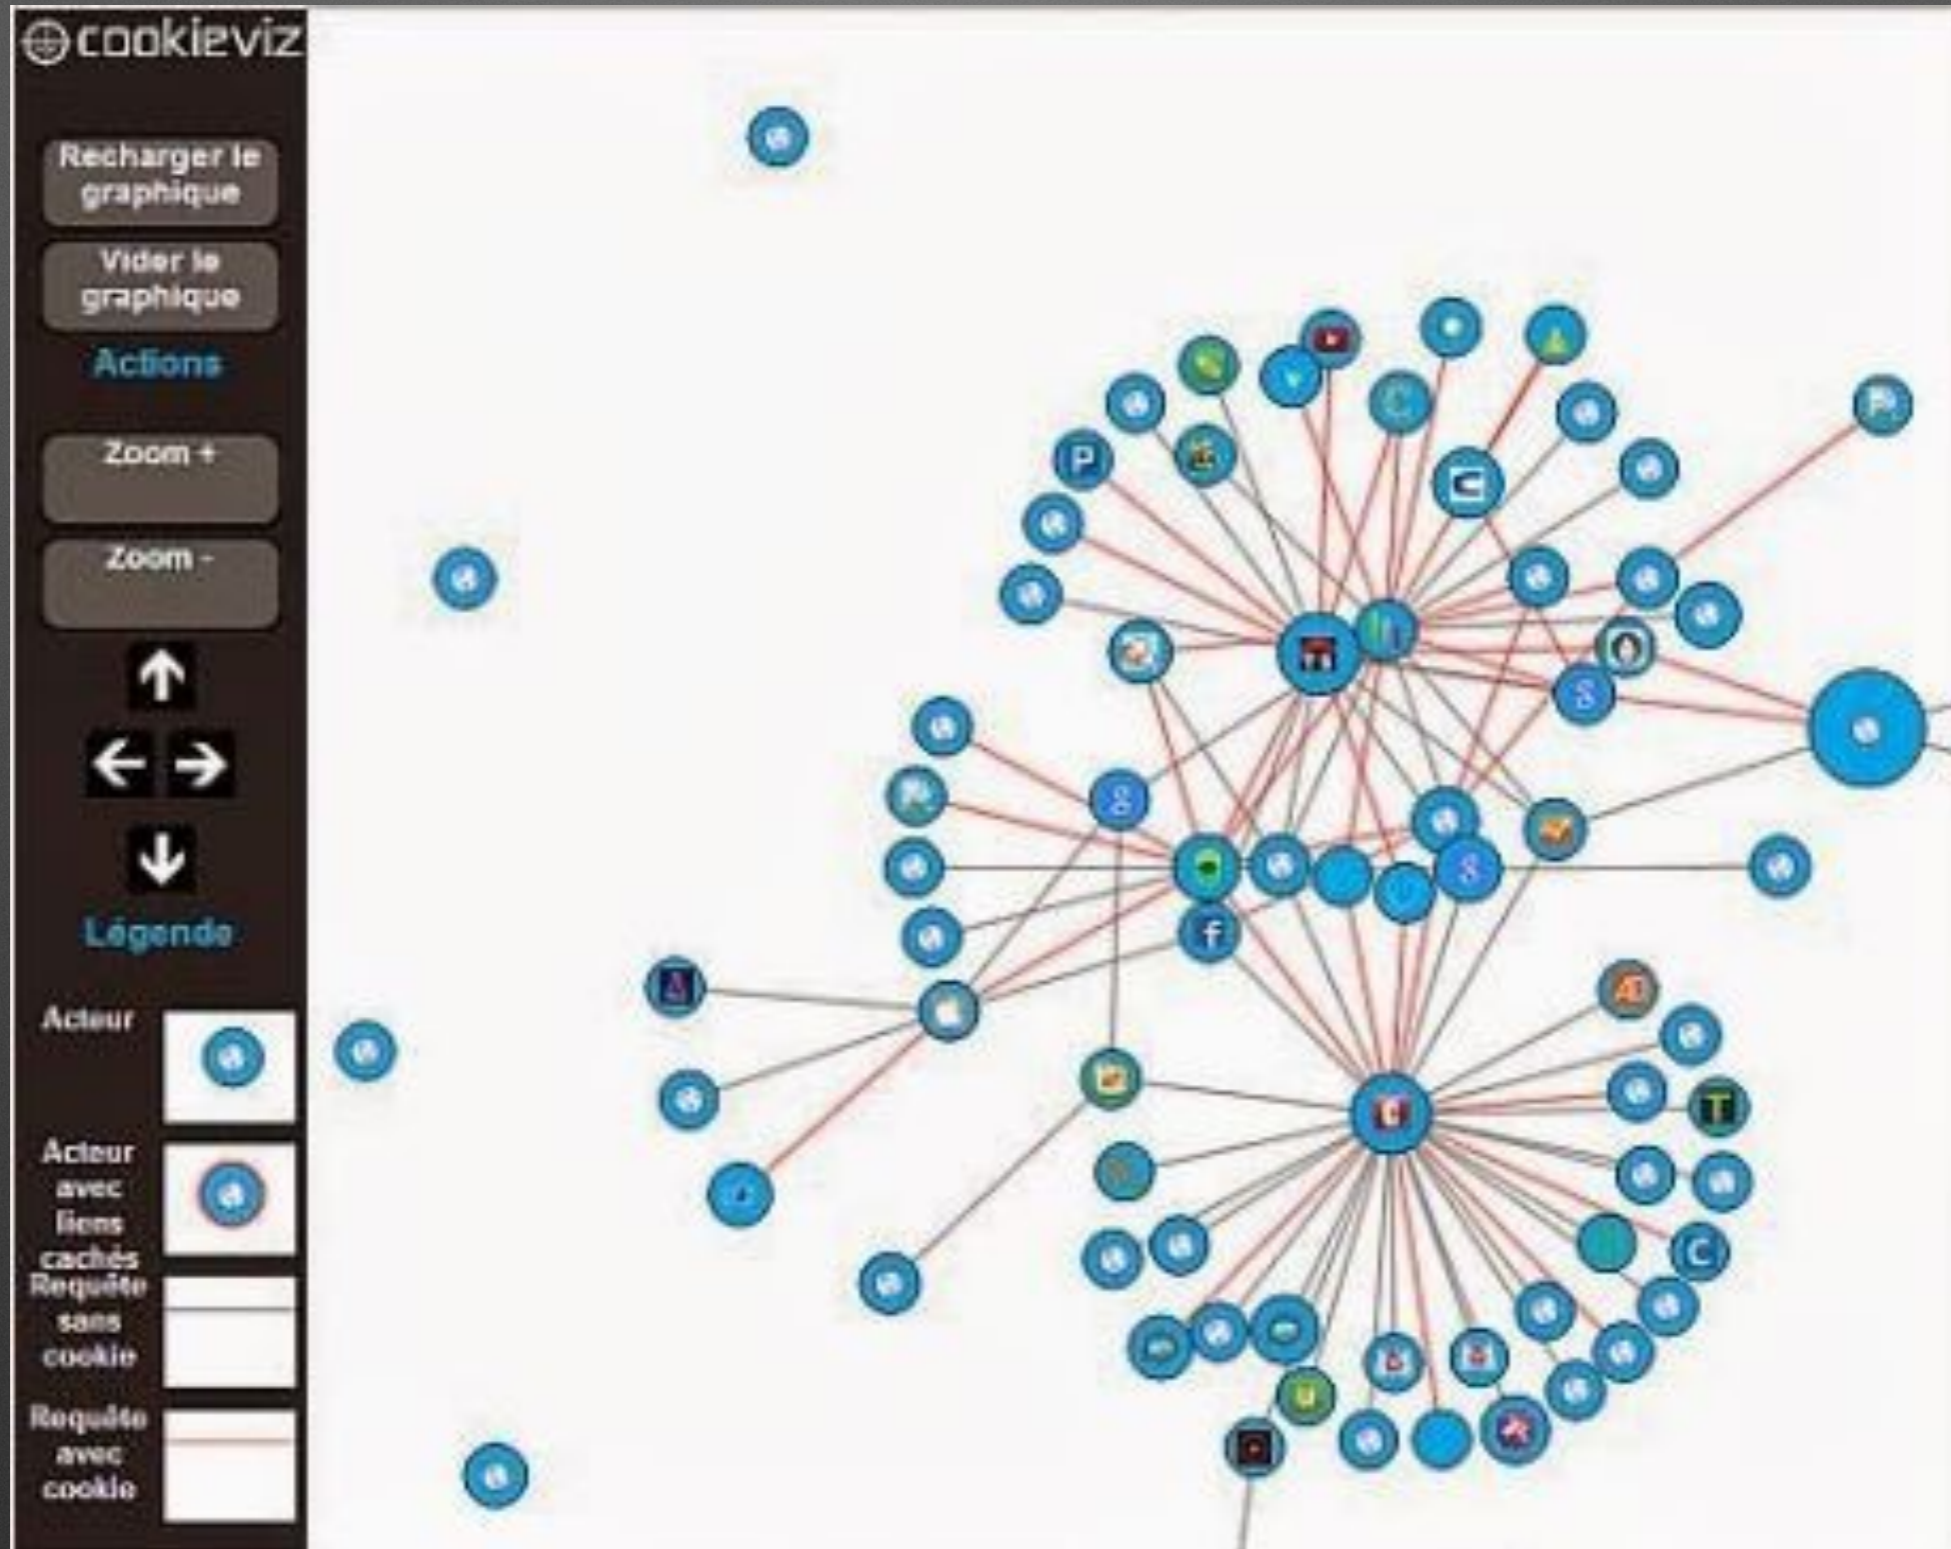 cookieviz
Recharger le
graphique
Vider le
graphique
Actions
Zoom +
Zoom -
Légende
Acteur
Acteur
avec
liens
cachés
Requête
sans
cookie
Requête
avec
cookie
P
C
g
g
g
f
AD
T
C
U